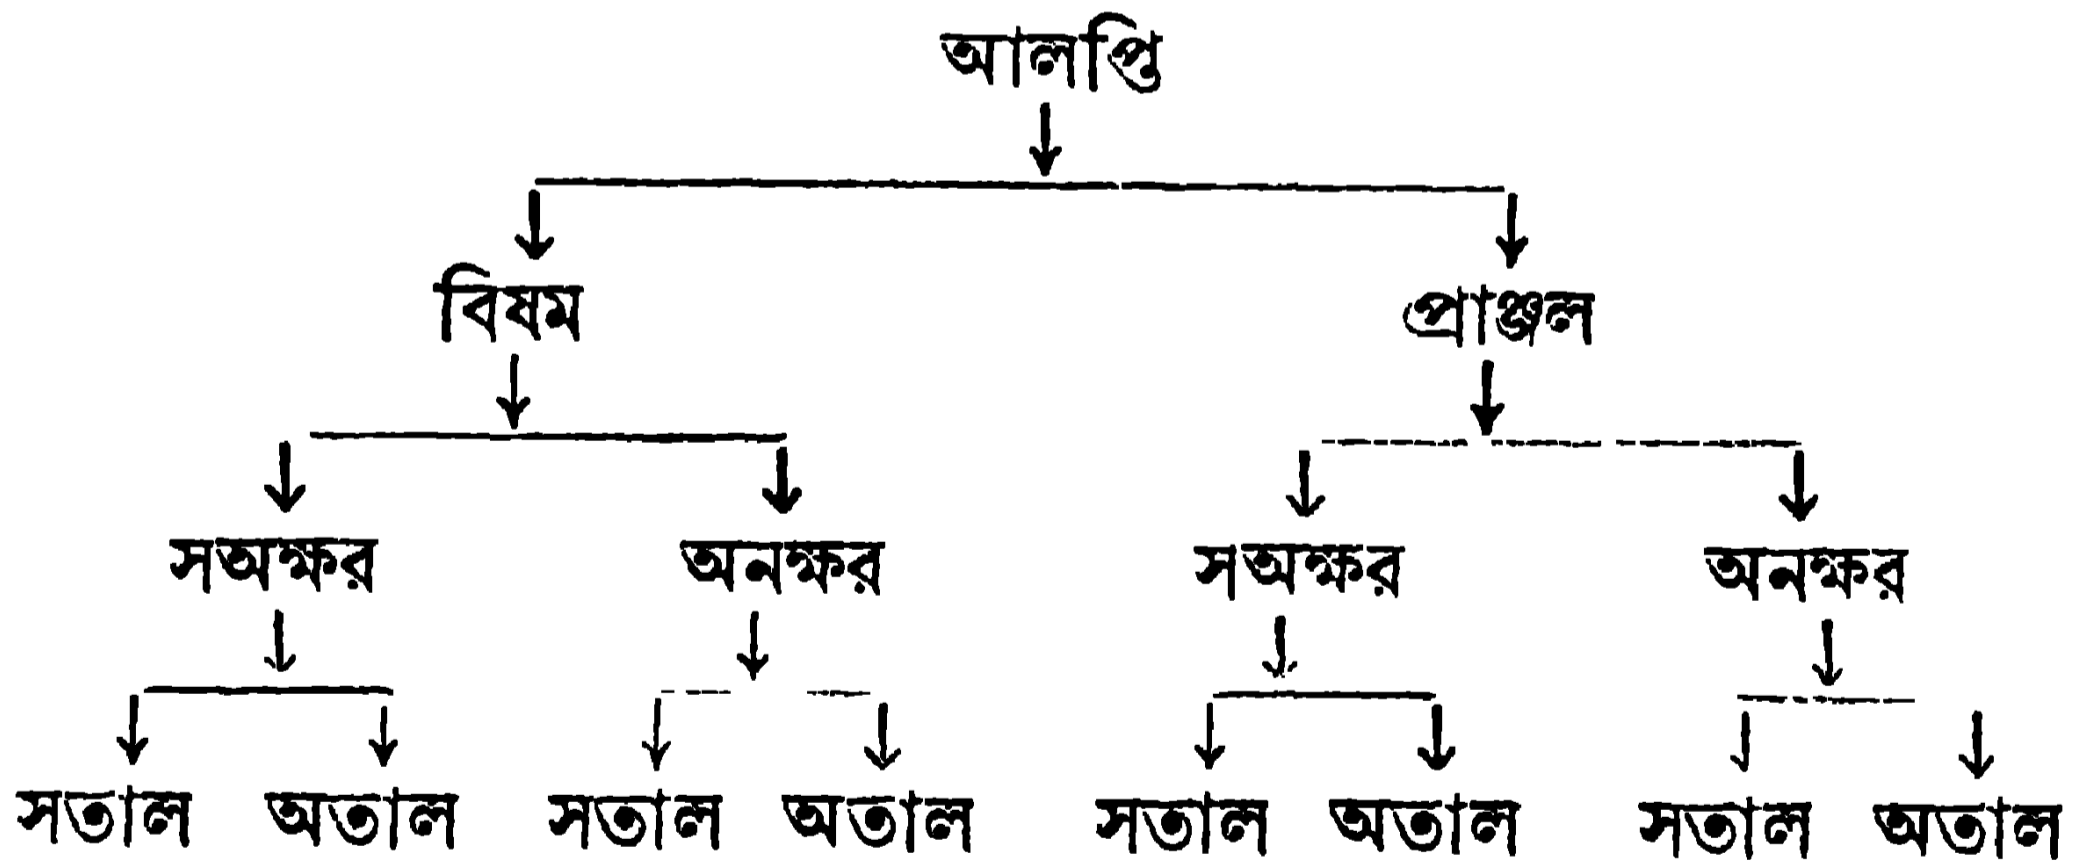 আলপ্তি
বিষম প্রাঞ্জল
সঅক্ষর অনক্ষর সঅক্ষর অনক্ষর
সতাল অতাল সতাল অতাল সতাল অতাল সতাল অতাল